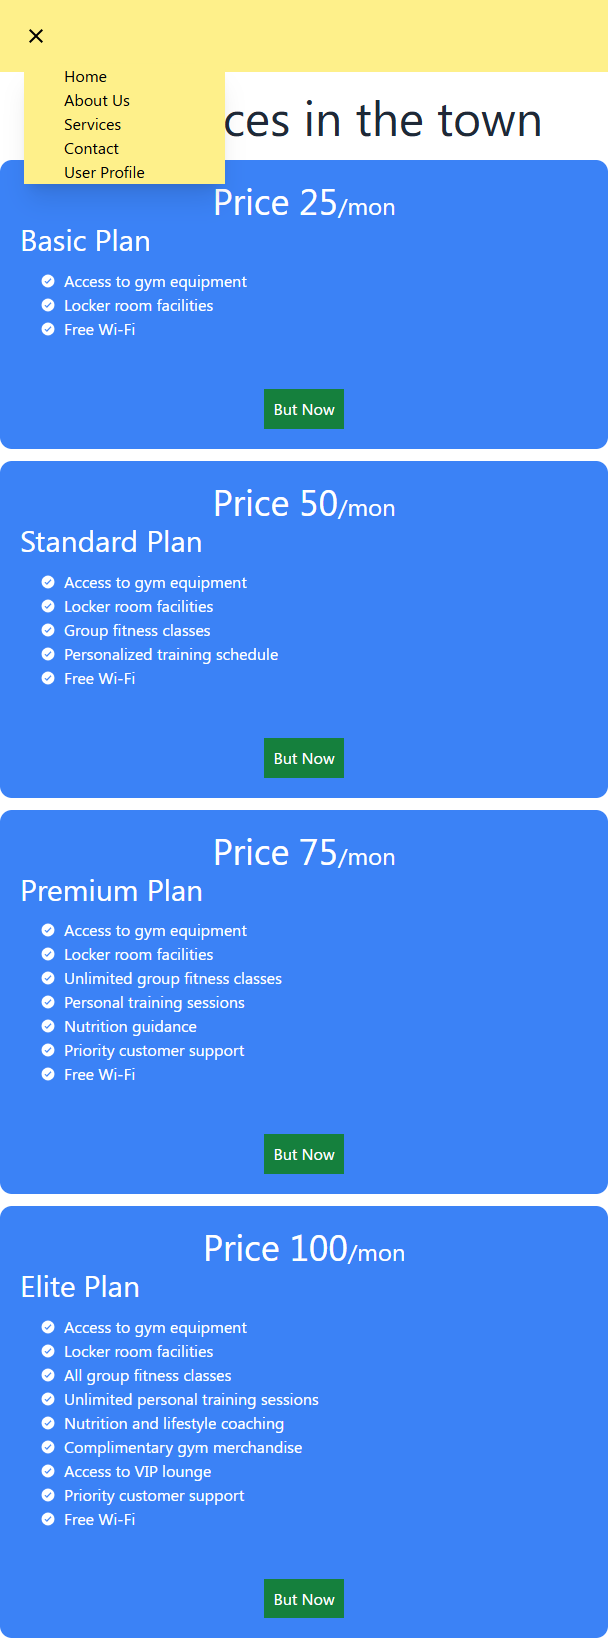 Home
About Us
Services
Contact
User Profile
ces in the town
Price 25/mon
Basic Plan
Access to gym equipment
Locker room facilities
Free Wi-Fi
But Now
Price 50/mon
Standard Plan
Access to gym equipment
Locker room facilities
Group fitness classes
Personalized training schedule
Free Wi-Fi
But Now
Price 75/mon
Premium Plan
Access to gym equipment
Locker room facilities
Unlimited group fitness classes
Personal training sessions
Nutrition guidance
Priority customer support
Free Wi-Fi
But Now
Price 100/mon
Elite Plan
Access to gym equipment
Locker room facilities
All group fitness classes
Unlimited personal training sessions
Nutrition and lifestyle coaching
Complimentary gym merchandise
Access to VIP lounge
Priority customer support
Free Wi-Fi
But Now